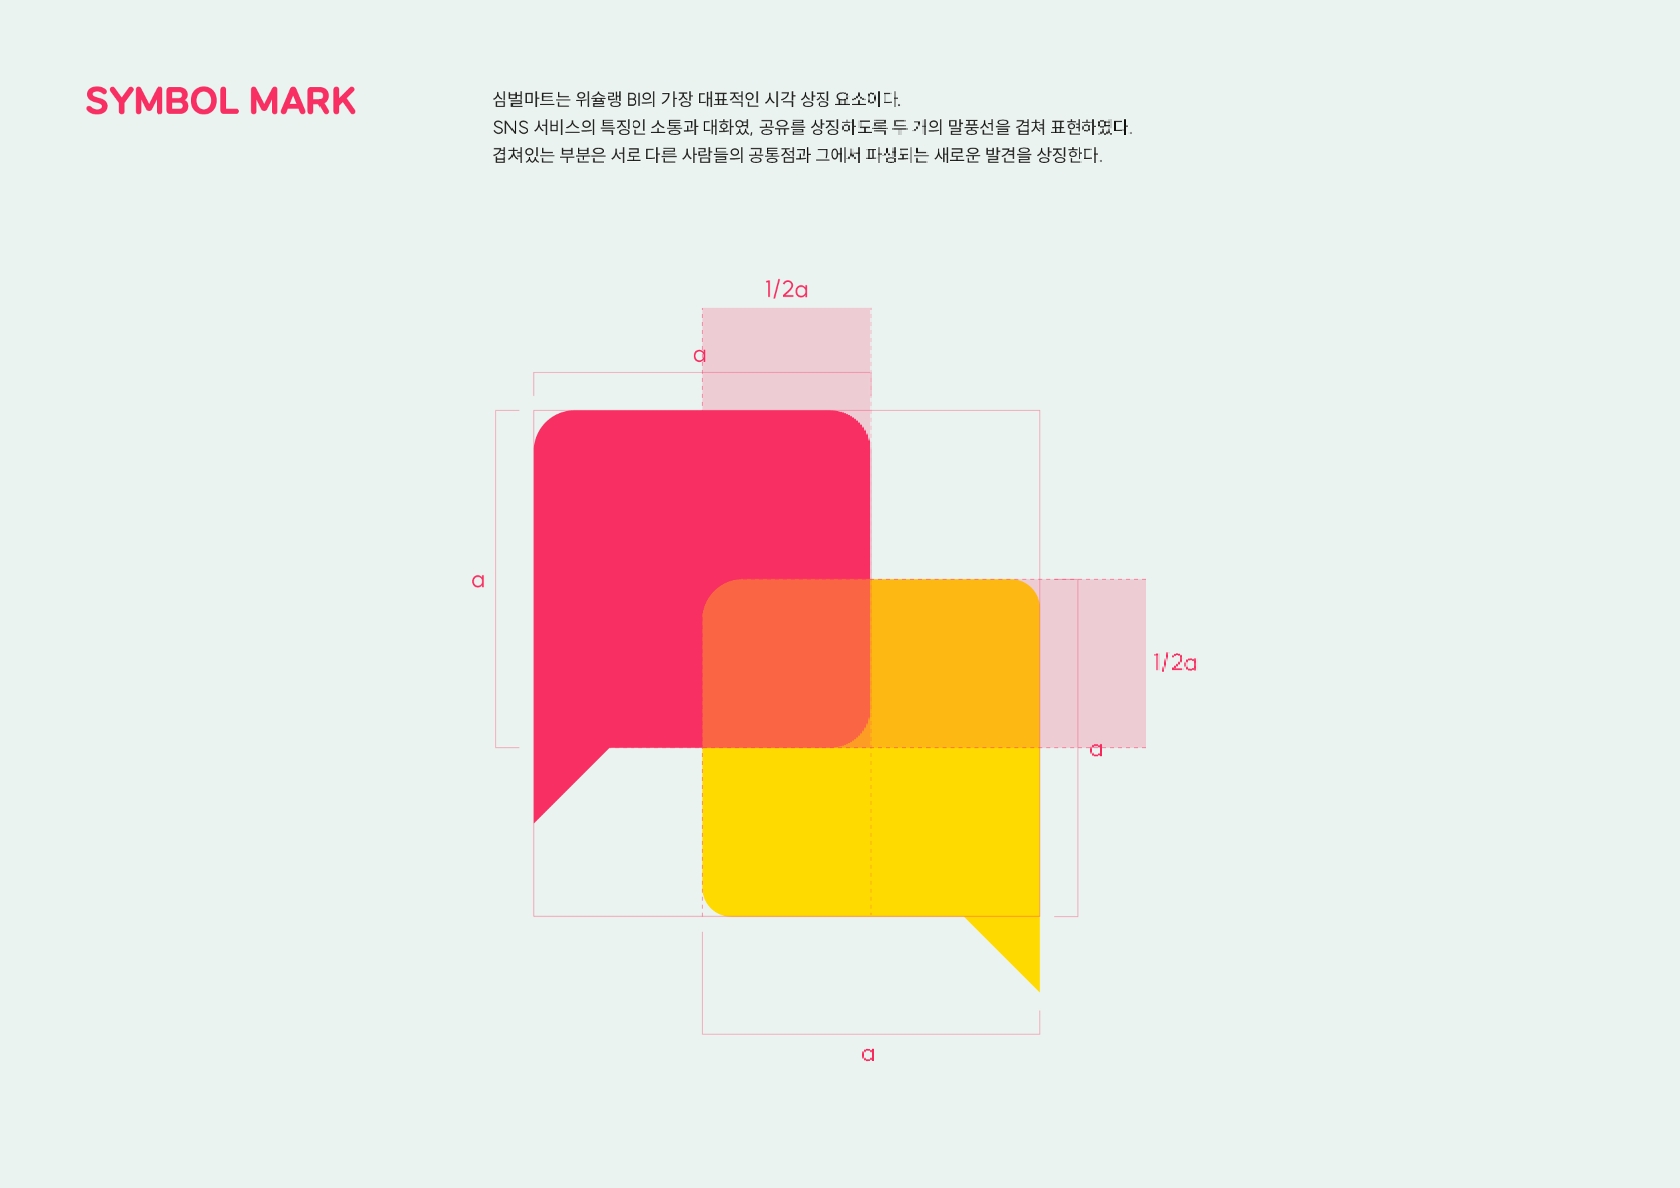 SYMBOL MARK
심벌마트는 위슐랭 BI의 가장 대표적인 시각 상징 요소이다.
SNS 서비스의 특징인 소통과 대화였, 공유를 상징하도록 두 개의 말풍선을 겹쳐 표현하였다.
겹쳐있는 부분은 서로 다른 사람들의 공통점과 그에서 파생되는 새로운 발견을 상징한다.
1/2a
a
a
1/2a
a
a